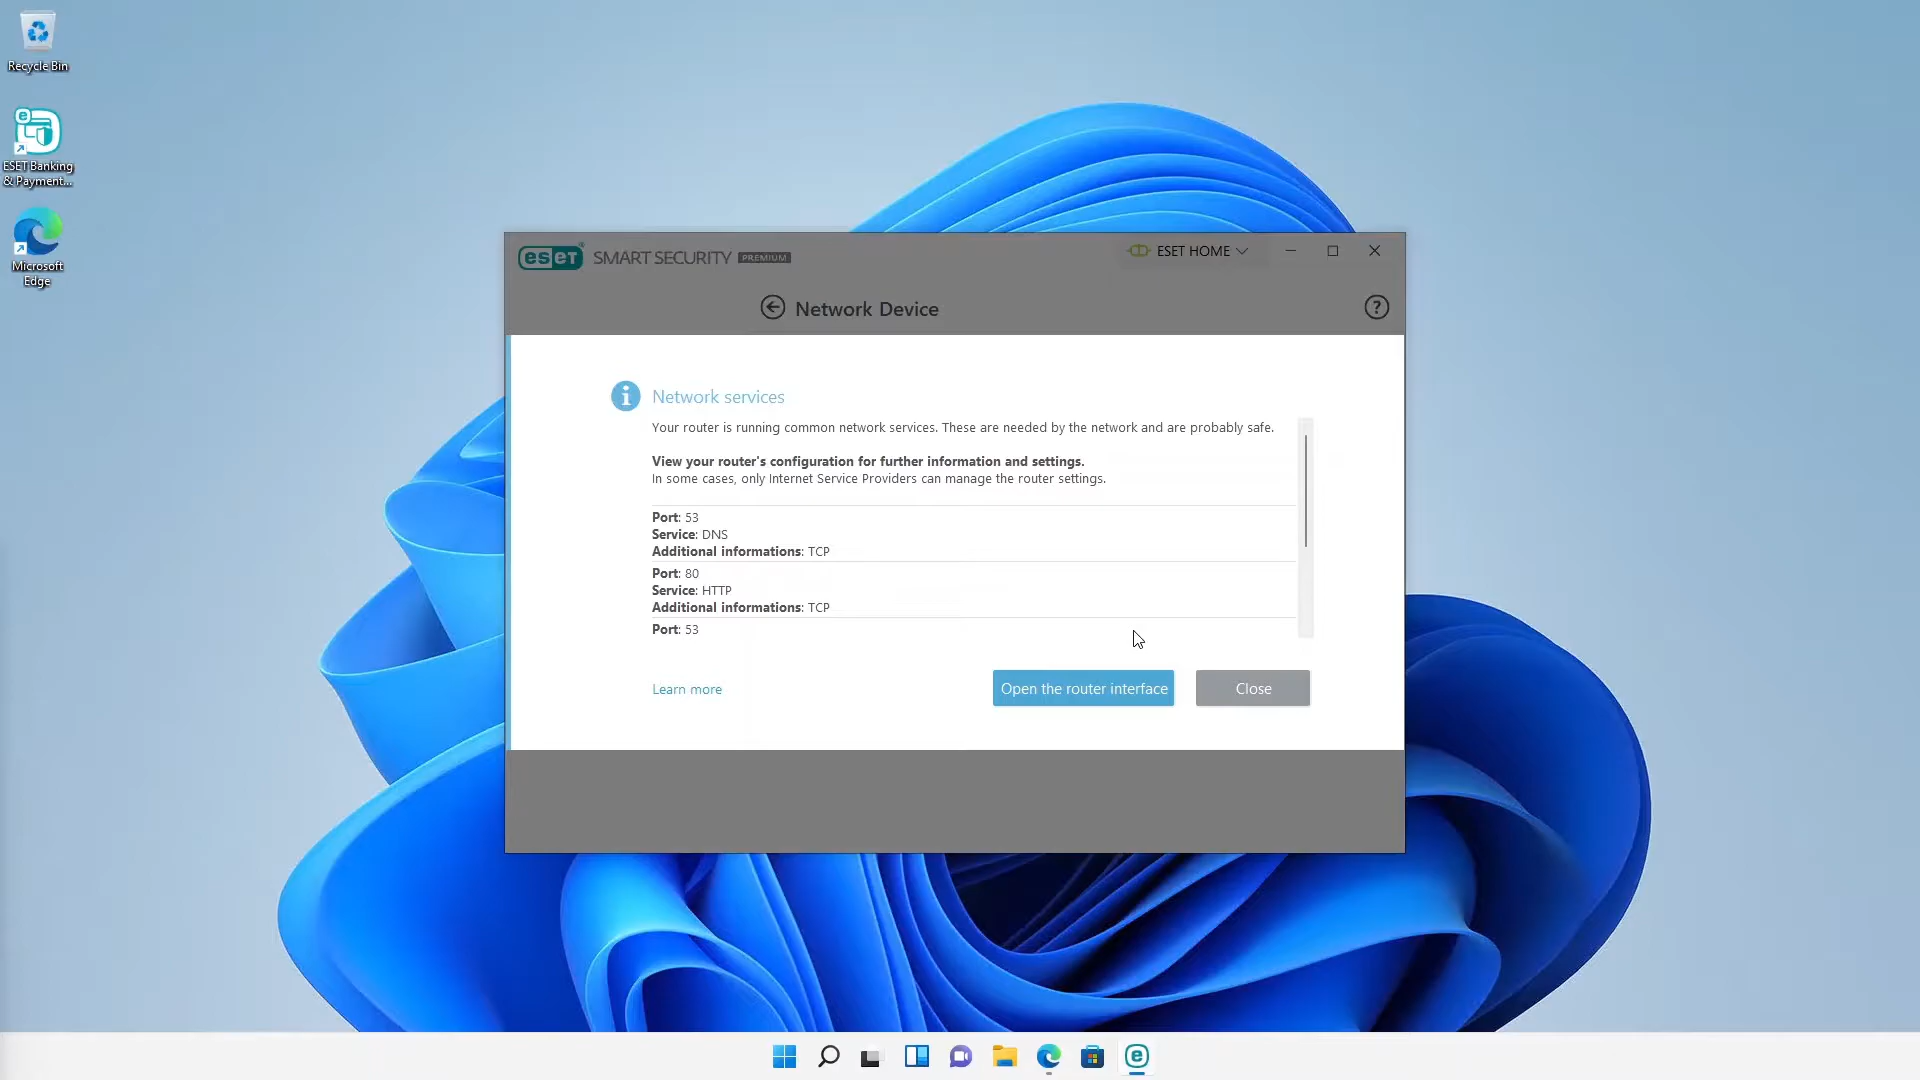 Recycle Bin
ESET Banking
& Payment...
Microsoft
Edge
eseT® SMART SECURITY PREMIUM
ESET HOME
Network Device
?
Network services
Your router is running common network services. These are needed by the network and are probably safe.
View your router's configuration for further information and settings.
In some cases, only Internet Service Providers can manage the router settings.
Port: 53
Service: DNS
Additional informations: TCP
Port: 80
Service: HTTP
Additional informations: TCP
Port: 53
Learn more
Open the router interface
Close